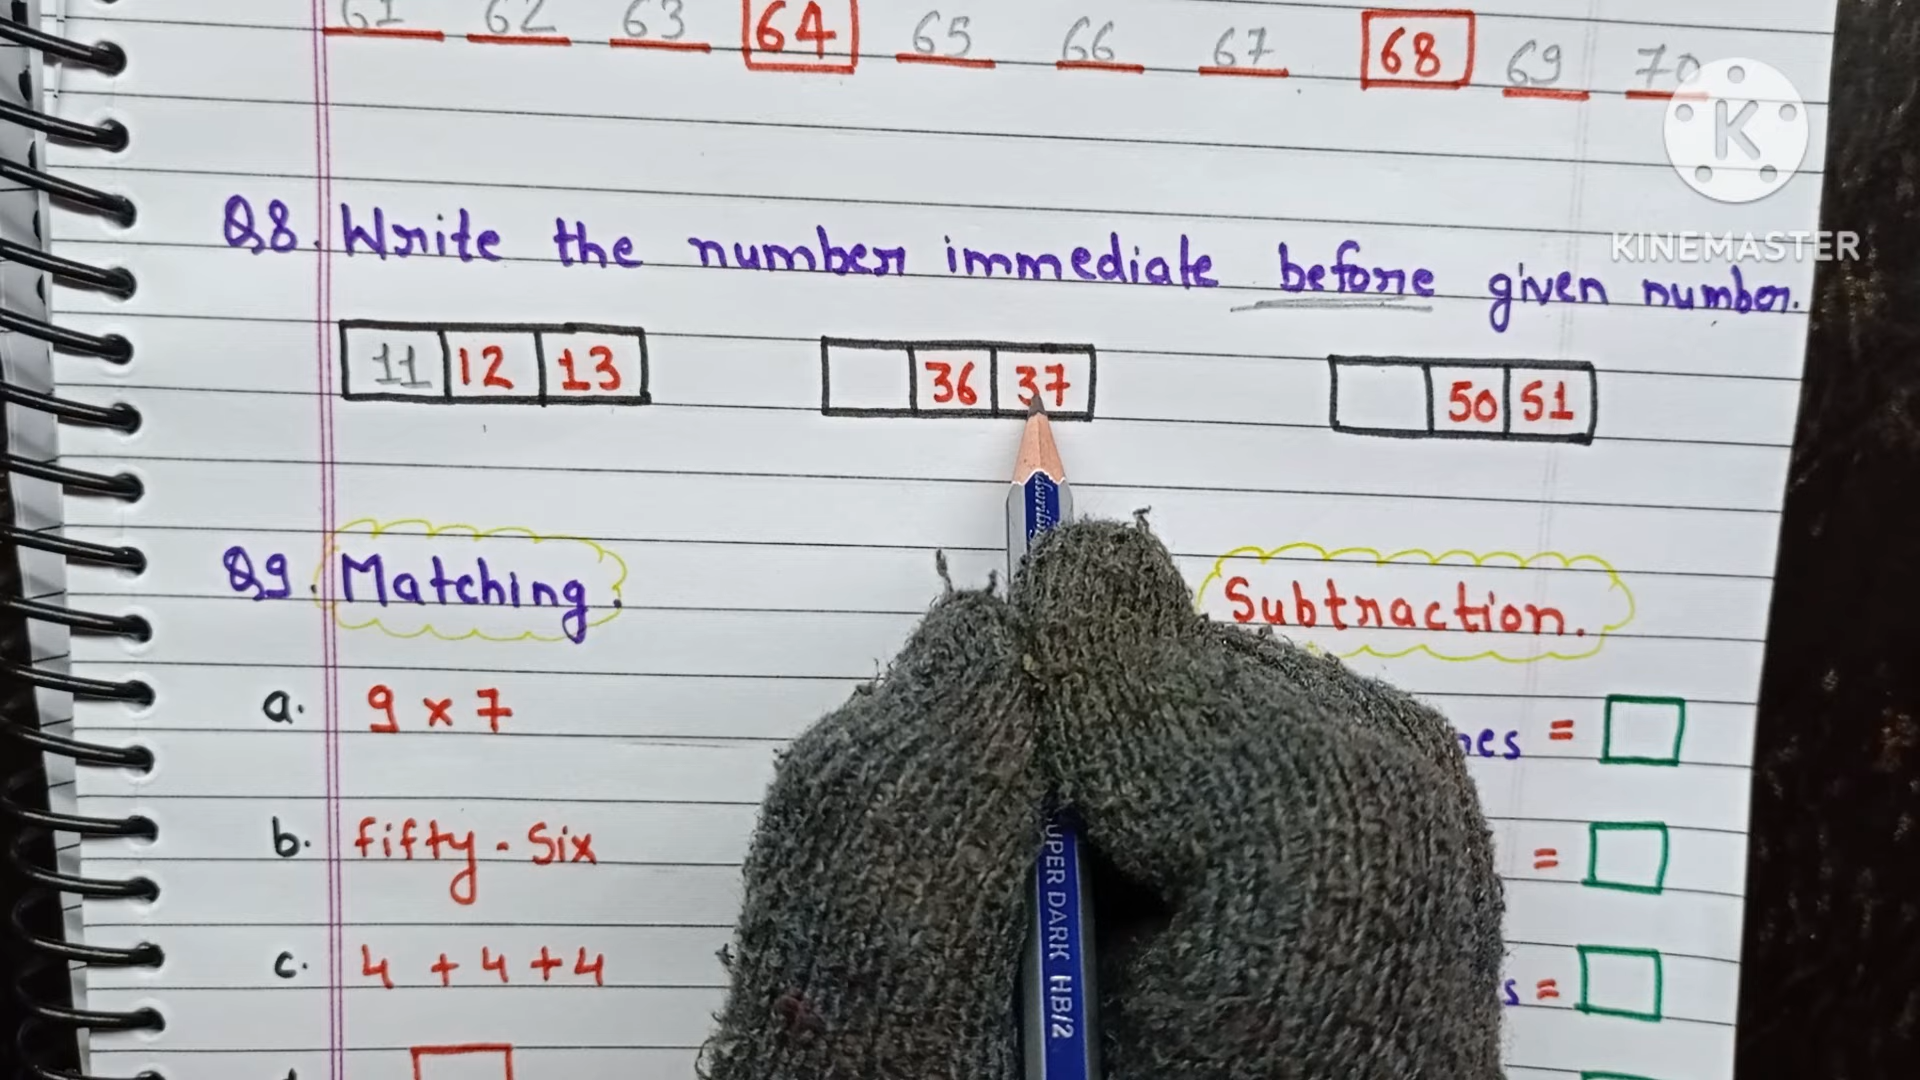 61 62 63 64 65 66 67 68 69 70
K
KINEMASTER
Q8. Write the number immediate before given number.
11 12 13 36 37 50 51
Q9. Matching. Subtraction.
a. 9 x 7 =
b. fifty - Six =
c. 4 + 4 + 4 =
SUPER DARK HB/2